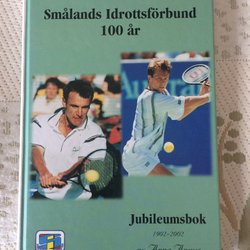 Smålands Idrottsförbund
100 år
Jubileumsbok
1902-2002